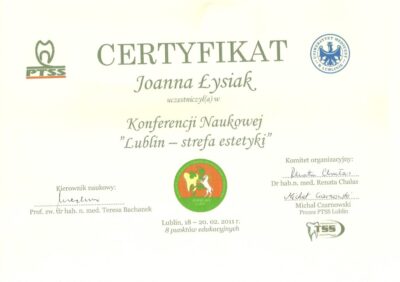 CERTYFIKAT
PTSS
Joanna Łysiak
uczestniczył(a) w
Konferencji Naukowej
"Lublin – strefa estetyki"
Komitet organizacyjny:
Dr hab n. med. Renata Chałas
Kierownik naukowy:
Prof. zw. dr hab. n. med. Teresa Bachanek
Michał Czarnowski
Prezes PTSS Lublin
Lublin, 18 – 20. 02. 2011 r.
8 punktów edukacyjnych
PTSS